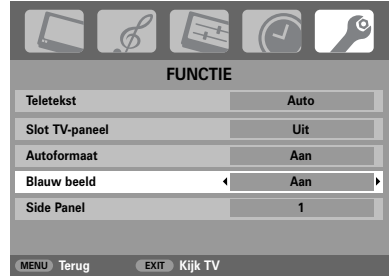 FUNCTIE
Teletekst Auto
Slot TV-paneel Uit
Autoformaat Aan
Blauw beeld Aan
Side Panel 1
MENU Terug EXIT Kijk TV